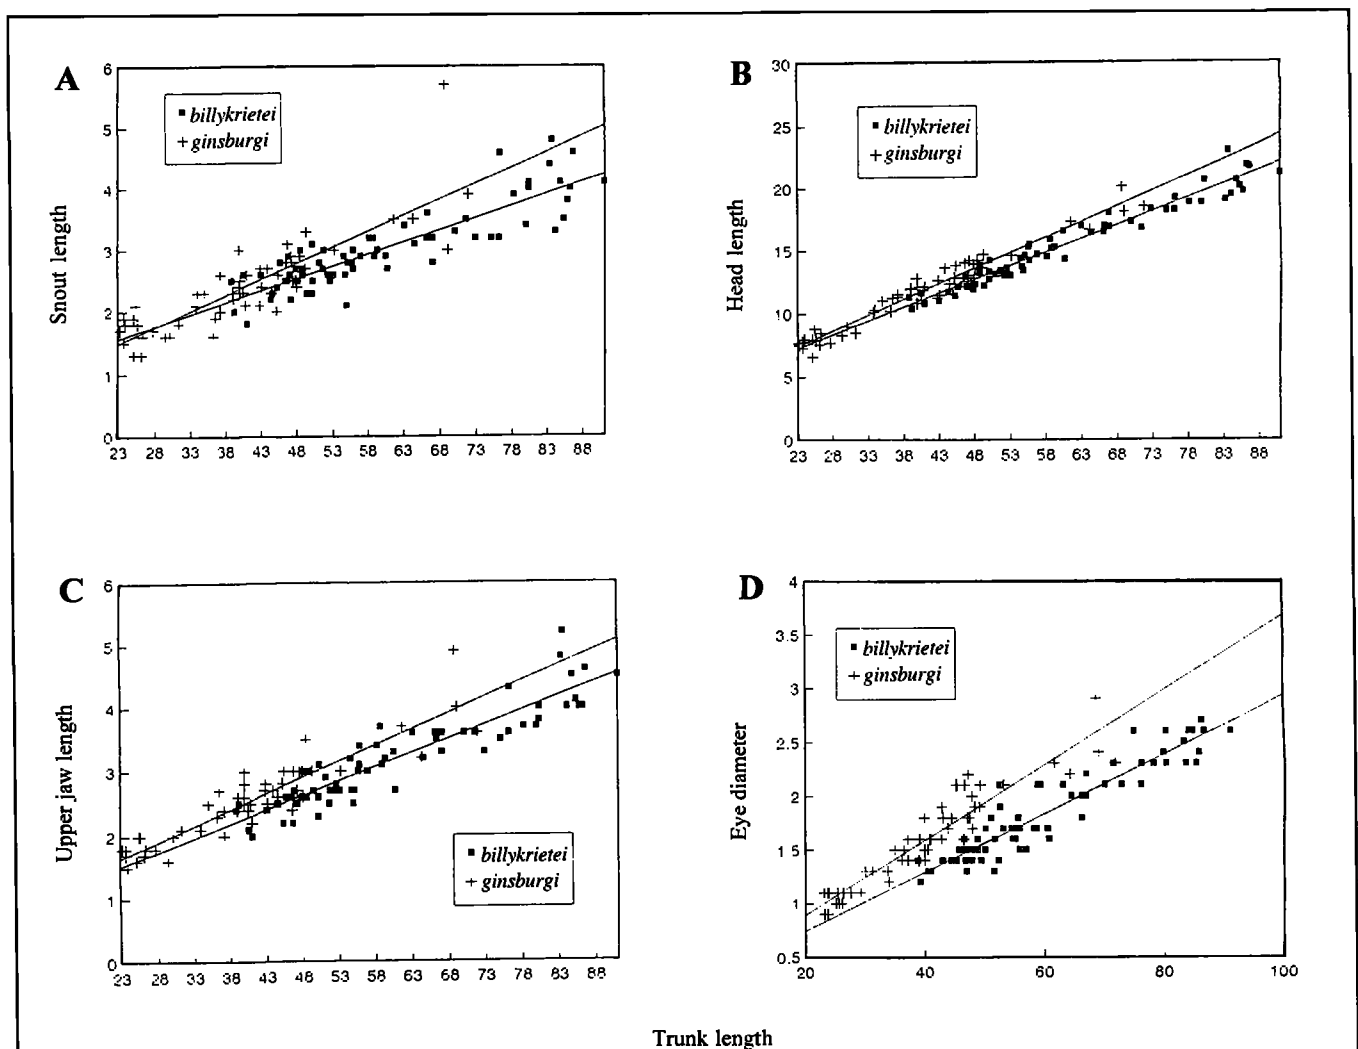 A
Snout length
6
5
4
3
2
1
0
billykrietei
ginsburgi
23 28 33 38 43 48 53 58 63 68 73 78 83 88
B
Head length
30
25
20
15
10
5
0
billykrietei
ginsburgi
23 28 33 38 43 48 53 58 63 68 73 78 83 88
C
Upper jaw length
6
5
4
3
2
1
0
billykrietei
ginsburgi
23 28 33 38 43 48 53 58 63 68 73 78 83 88
D
Eye diameter
4
3.5
3
2.5
2
1.5
1
0.5
billykrietei
ginsburgi
20 40 60 80 100
Trunk length